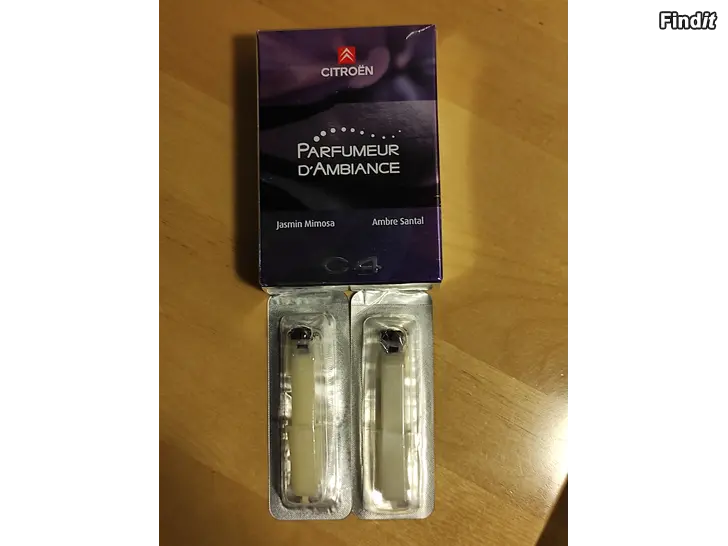 Findit
CITROËN
PARFUMEUR
D'AMBIANCE
Jasmin Mimosa
Ambre Santal
C4